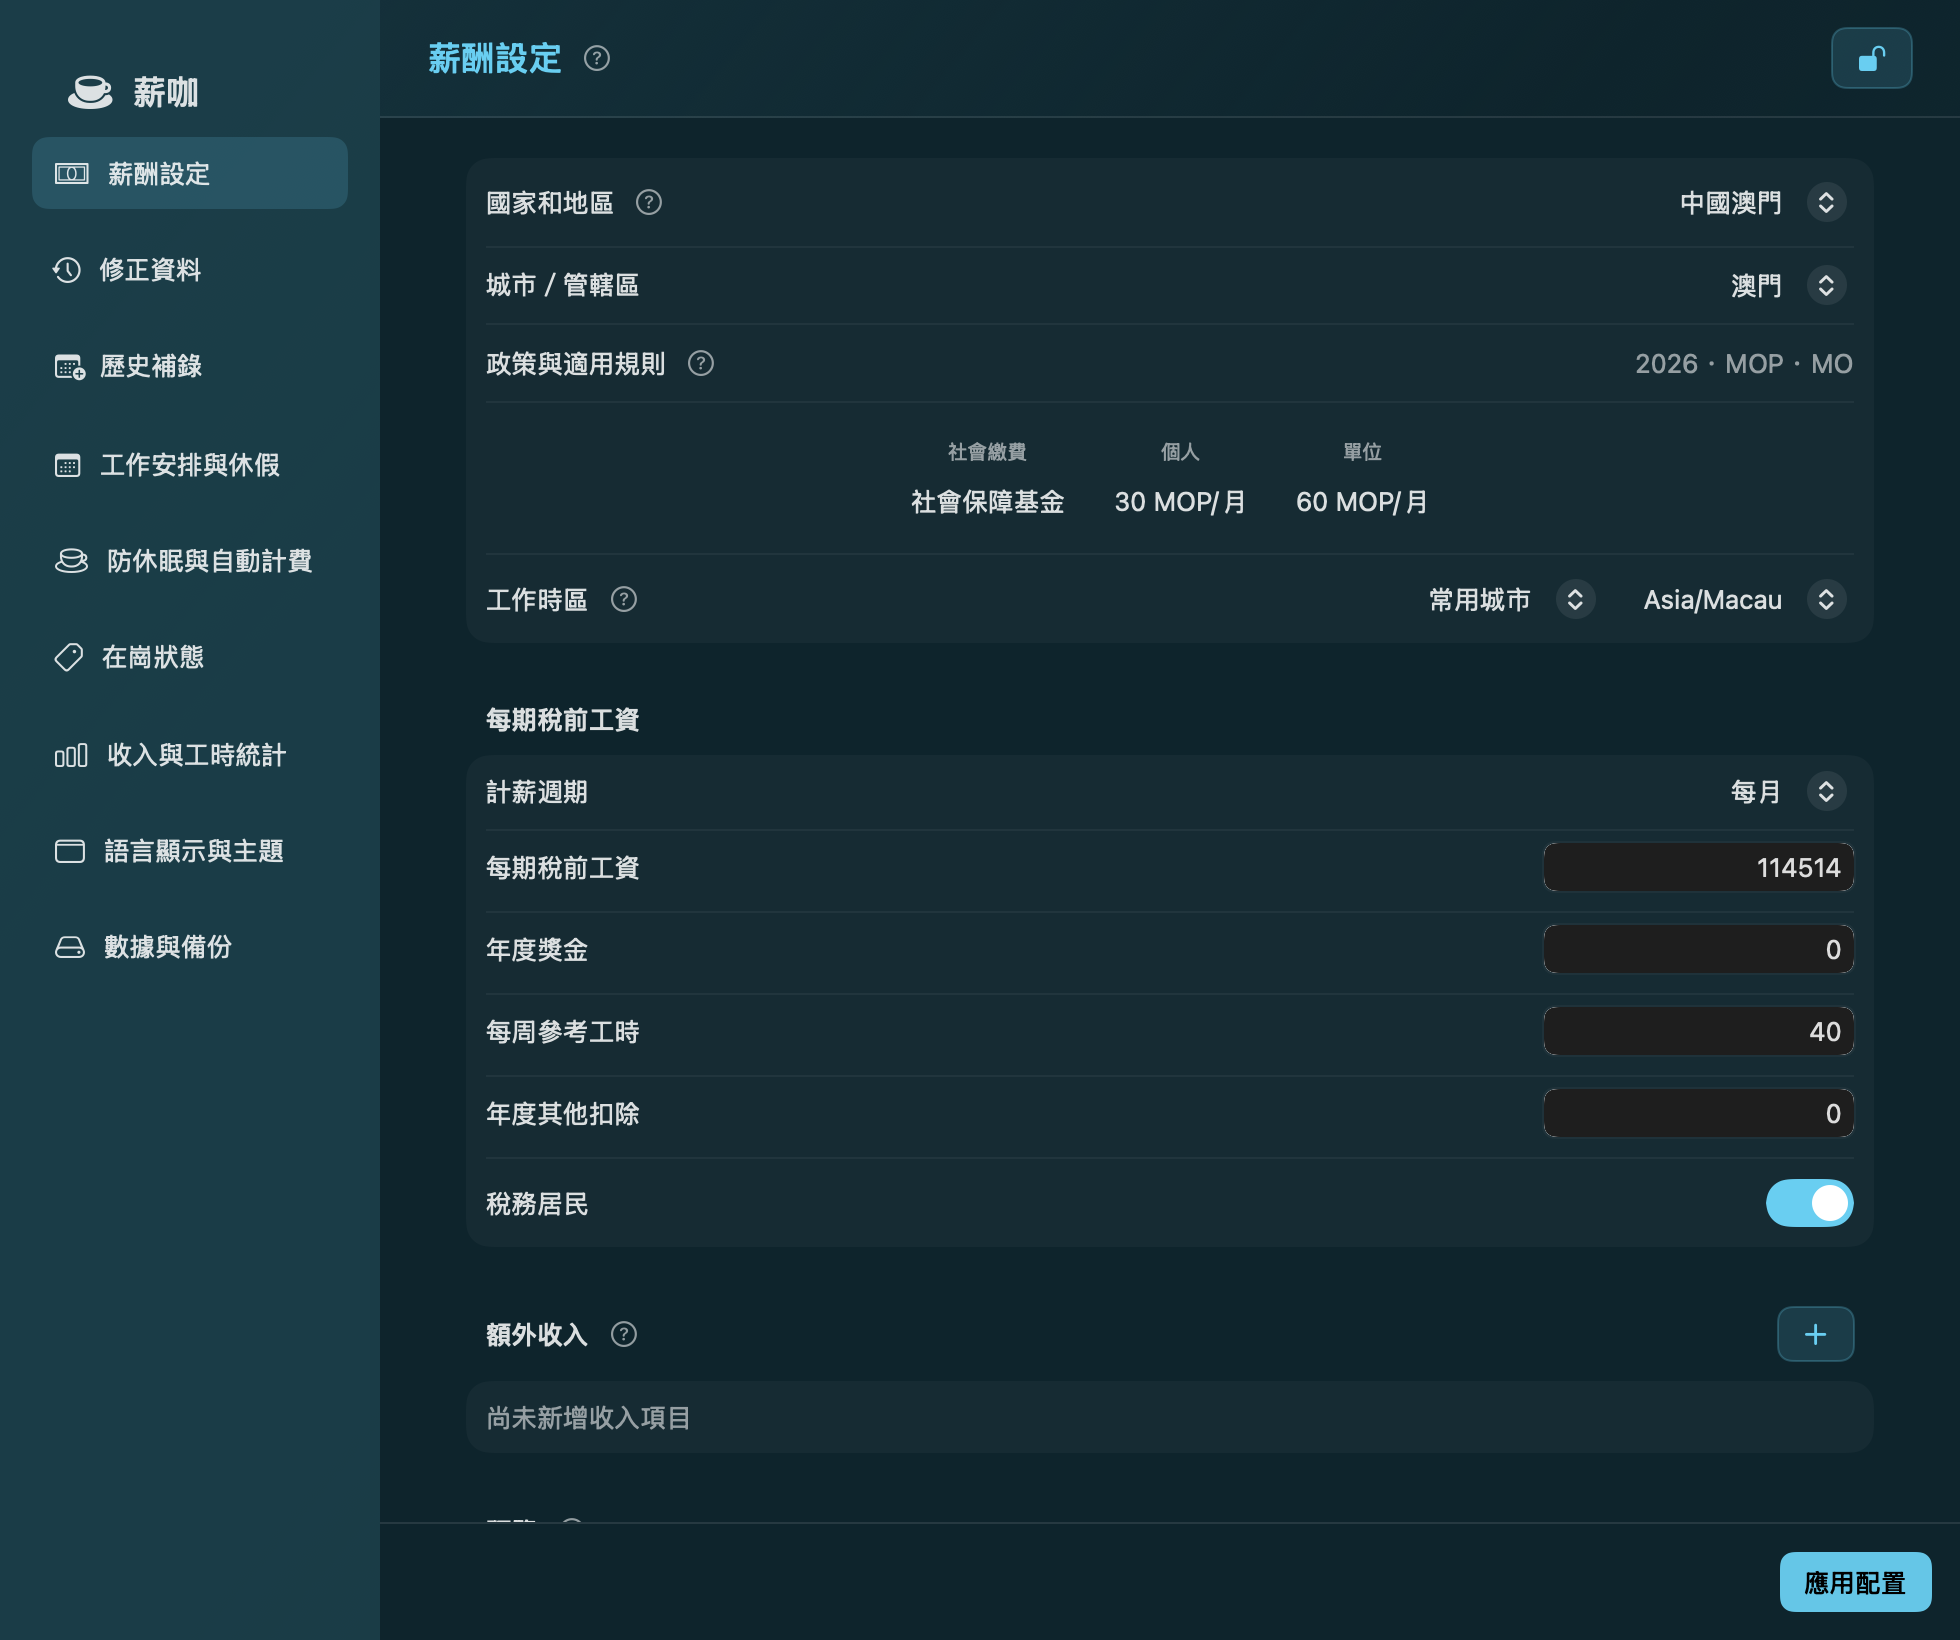 薪咖
薪酬設定
修正資料
歷史補錄
工作安排與休假
防休眠與自動計費
在崗狀態
收入與工時統計
語言顯示與主題
數據與備份
薪酬設定
國家和地區 中國澳門
城市 / 管轄區 澳門
政策與適用規則 2026 · MOP · MO
社會繳費 個人 單位
社會保障基金 30 MOP/月 60 MOP/月
工作時區 常用城市 Asia/Macau
每期稅前工資
計薪週期 每月
每期稅前工資 114514
年度獎金 0
每周參考工時 40
年度其他扣除 0
稅務居民
額外收入
尚未新增收入項目
應用配置